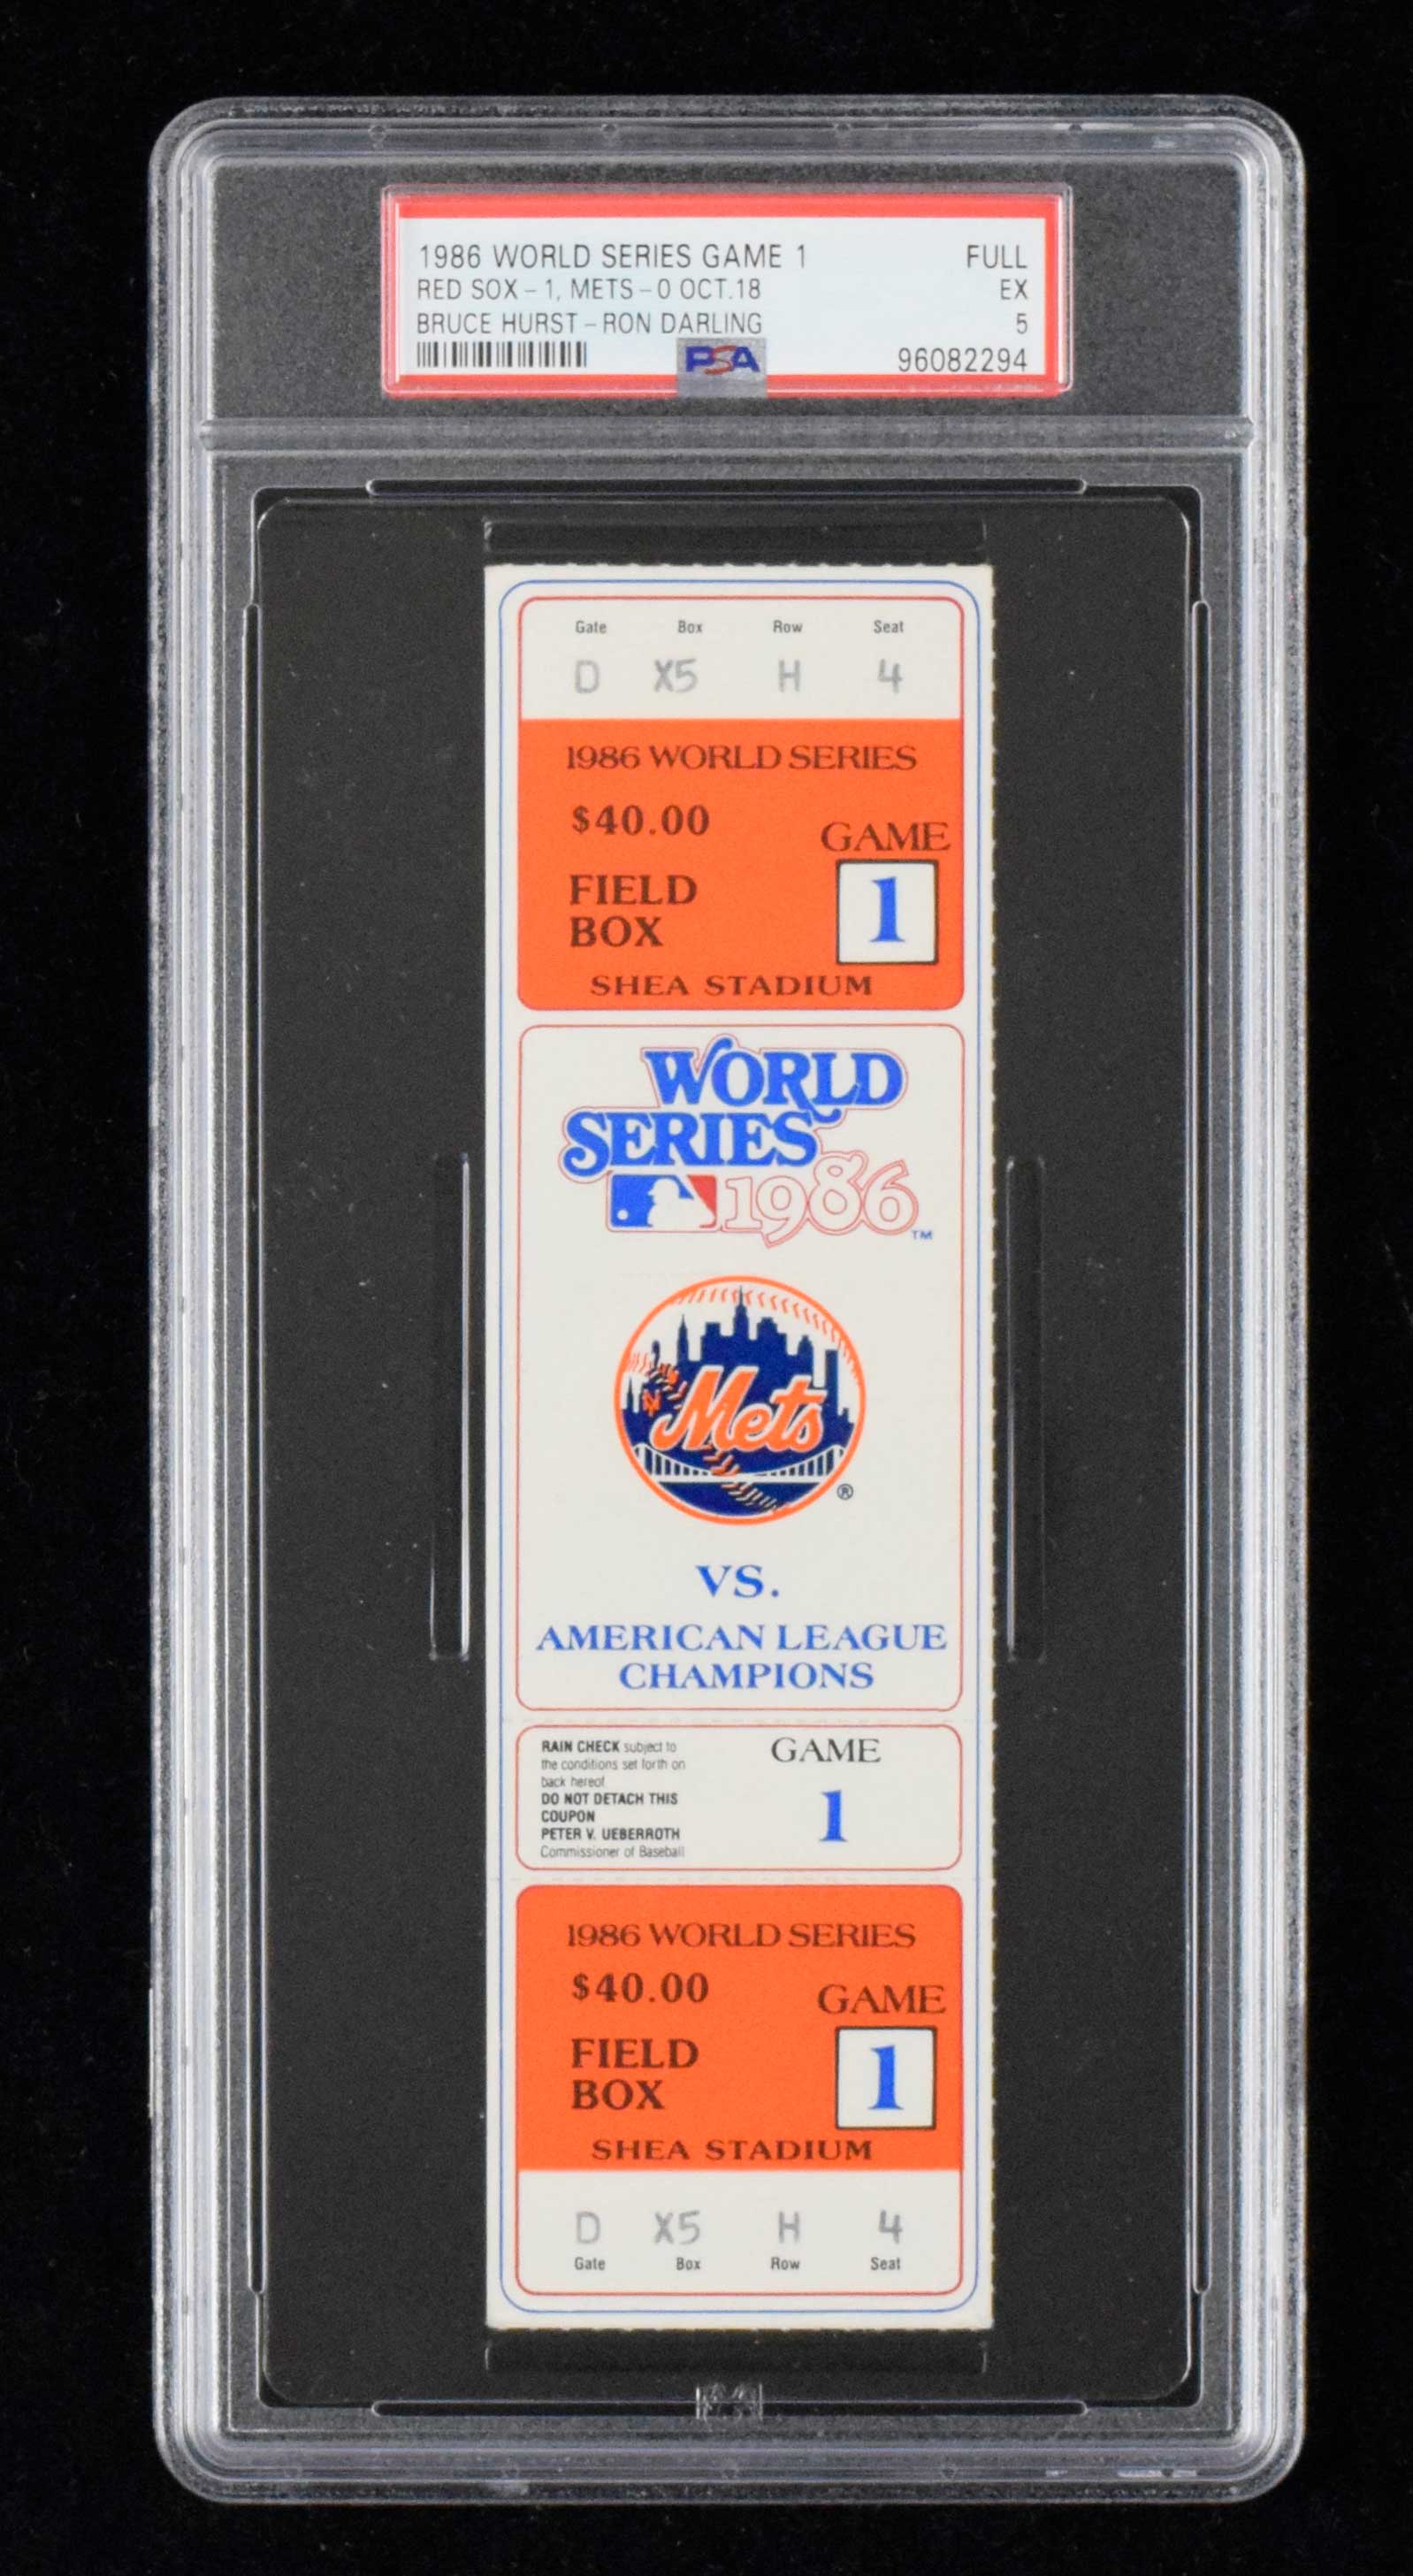 1986 WORLD SERIES GAME 1 FULL
RED SOX - 1, METS - 0 OCT.18 EX
BRUCE HURST - RON DARLING 5
PSA 96082294
Gate Box Row Seat
D X5 H 4
1986 WORLD SERIES
$40.00
GAME
FIELD
BOX
1
SHEA STADIUM
WORLD
SERIES
1986
TM
NY
Mets
®
VS.
AMERICAN LEAGUE
CHAMPIONS
RAIN CHECK subject to
the conditions set forth on
back hereof
DO NOT DETACH THIS
COUPON
PETER V. UEBERROTH
Commissioner of Baseball
GAME
1
1986 WORLD SERIES
$40.00
GAME
FIELD
BOX
1
SHEA STADIUM
D X5 H 4
Gate Box Row Seat